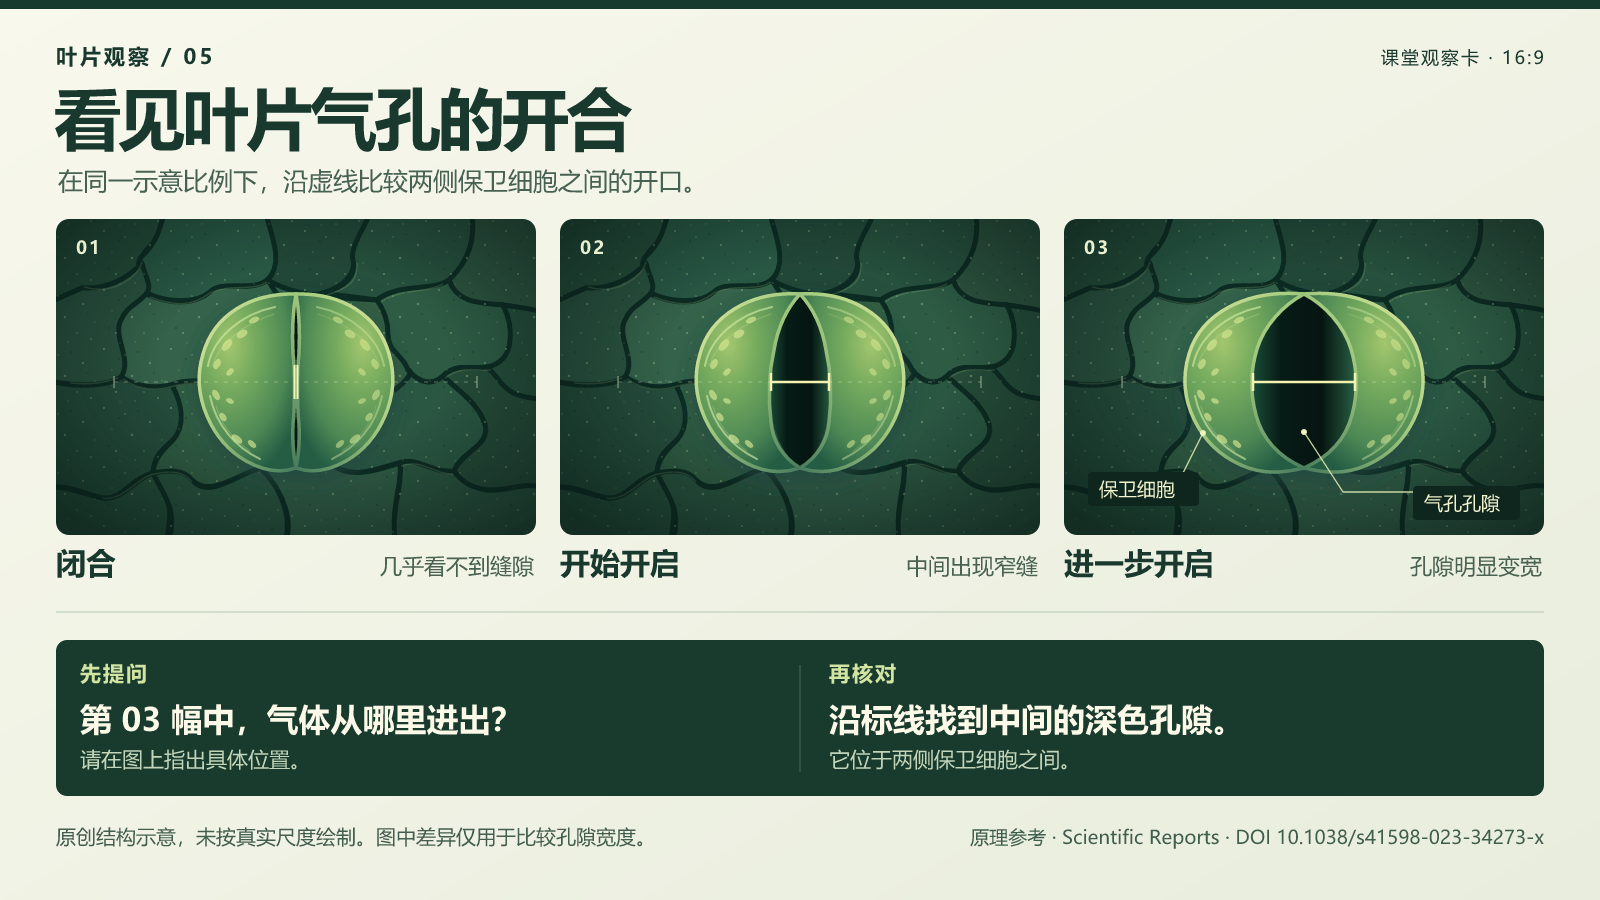 叶片观察 / 05
课堂观察卡 · 16:9
看见叶片气孔的开合
在同一示意比例下，沿虚线比较两侧保卫细胞之间的开口。
01
02
03
保卫细胞
气孔孔隙
闭合
几乎看不到缝隙
开始开启
中间出现窄缝
进一步开启
孔隙明显变宽
先提问
第 03 幅中，气体从哪里进出？
请在图上指出具体位置。
再核对
沿标线找到中间的深色孔隙。
它位于两侧保卫细胞之间。
原创结构示意，未按真实尺度绘制。图中差异仅用于比较孔隙宽度。
原理参考 · Scientific Reports · DOI 10.1038/s41598-023-34273-x